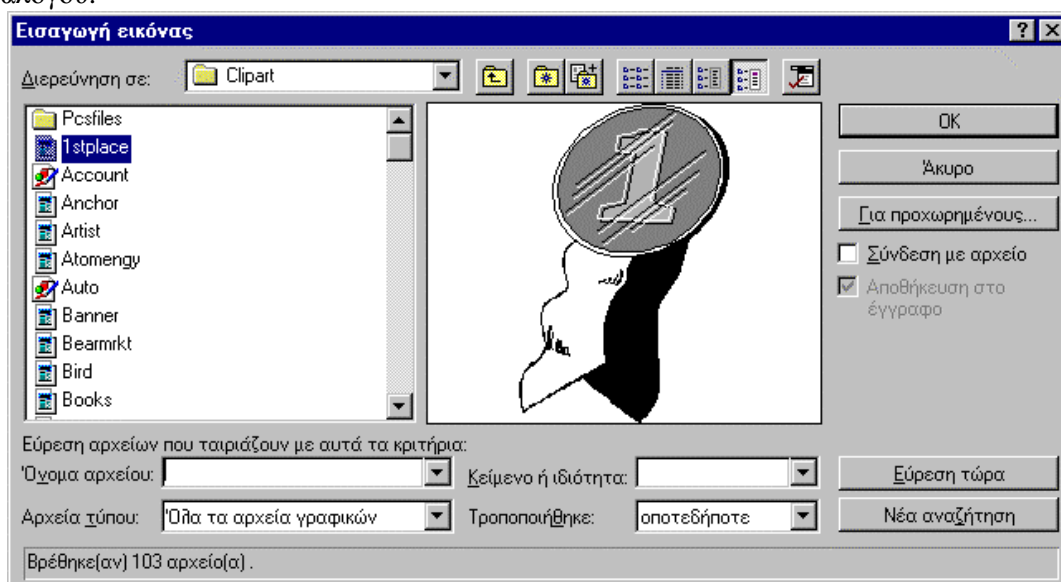 Εισαγωγή εικόνας
Διερεύνηση σε: Clipart
Pcsfiles
1stplace
Account
Anchor
Artist
Atomengy
Auto
Banner
Bearmrkt
Bird
Books
1
OK
Άκυρο
Για προχωρημένους...
Σύνδεση με αρχείο
Αποθήκευση στο
έγγραφο
Εύρεση αρχείων που ταιριάζουν με αυτά τα κριτήρια:
Όνομα αρχείου: Κείμενο ή ιδιότητα: Εύρεση τώρα
Αρχεία τύπου: Όλα τα αρχεία γραφικών Τροποποιήθηκε: οποτεδήποτε Νέα αναζήτηση
Βρέθηκε(αν) 103 αρχείο(α) .